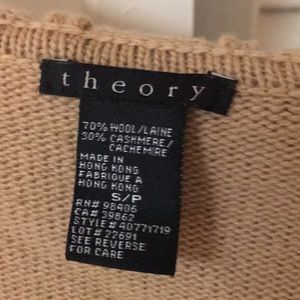 theory
70% WOOL/LAINE
30% CASHMERE/
CACHEMIRE
MADE IN
HONG KONG
FABRIQUE A
HONG KONG
S/P
RN# 98406
CA# 39862
STYLE# 40771719
LOT# 22691
SEE REVERSE
FOR CARE